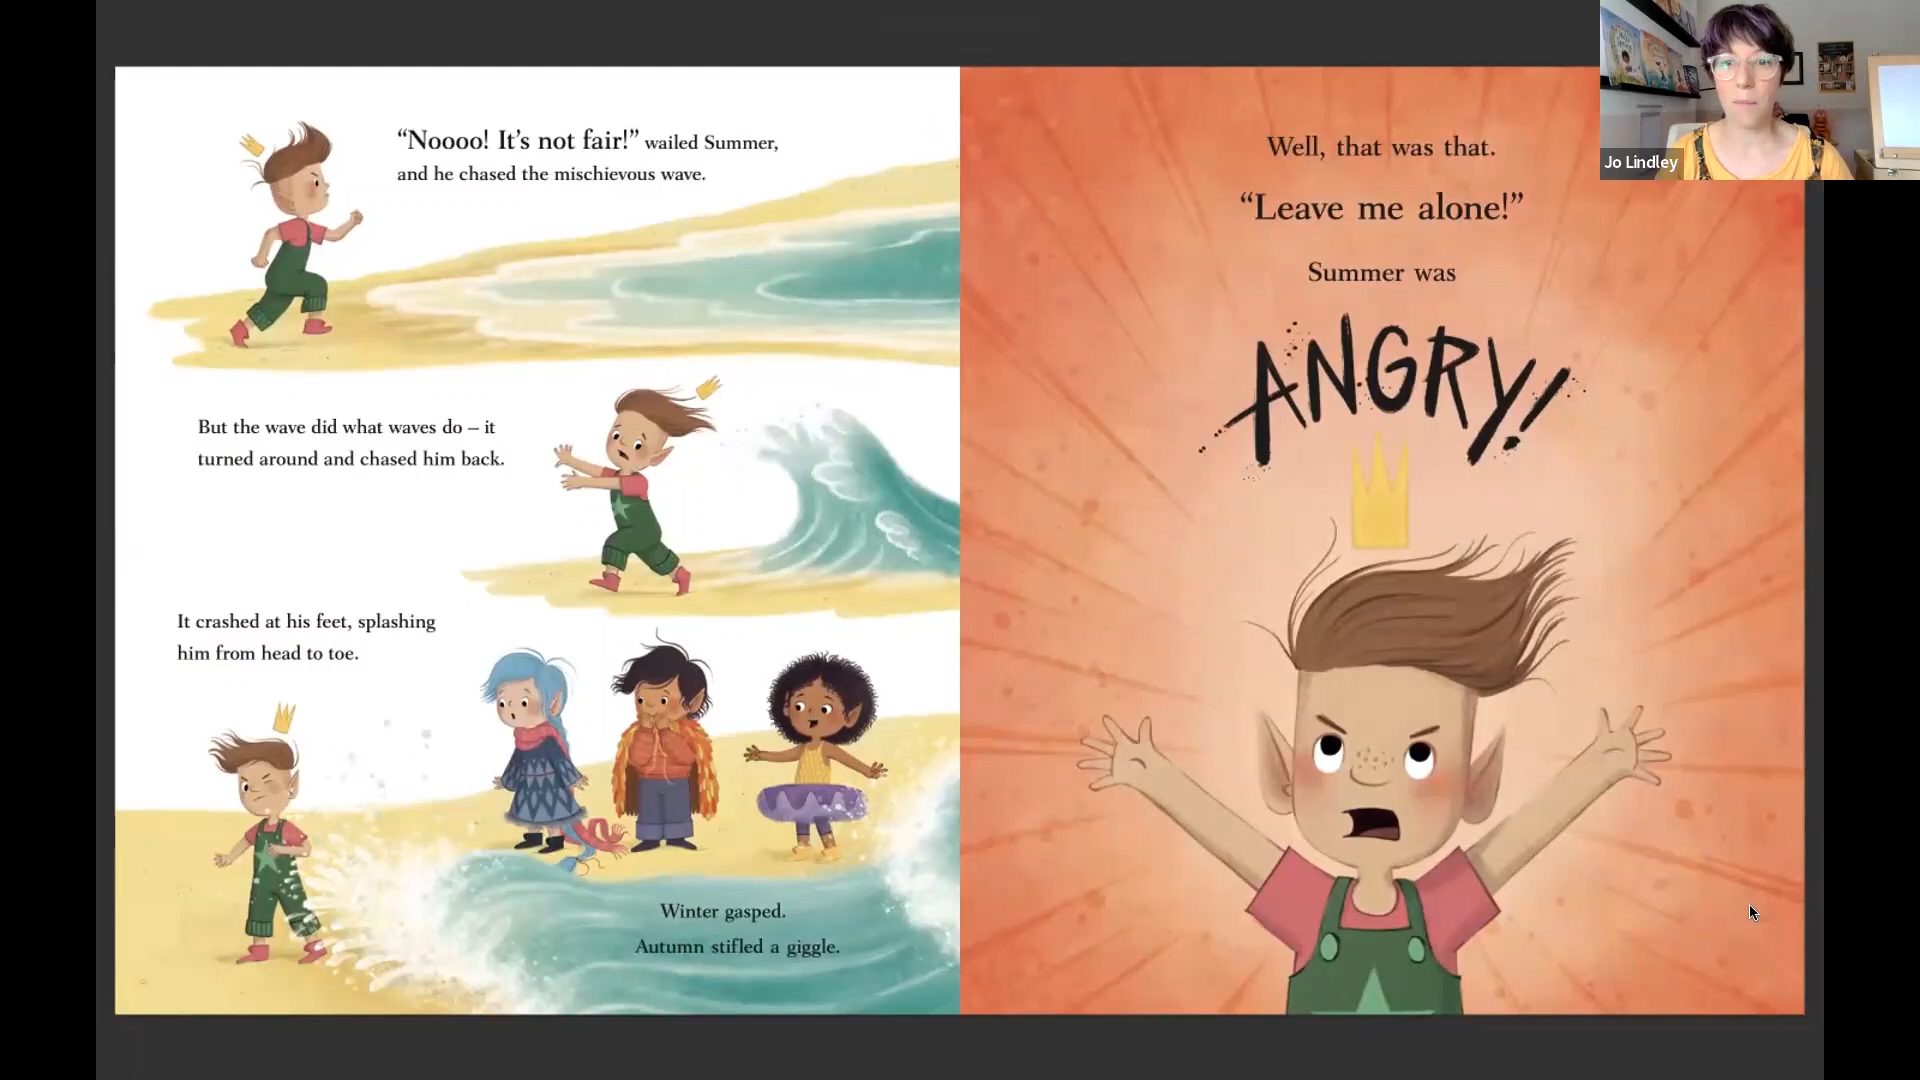 “Noooo! It’s not fair!” wailed Summer,
and he chased the mischievous wave.
But the wave did what waves do – it
turned around and chased him back.
It crashed at his feet, splashing
him from head to toe.
Winter gasped.
Autumn stifled a giggle.
Well, that was that.
“Leave me alone!”
Summer was
ANGRY!
Jo Lindley